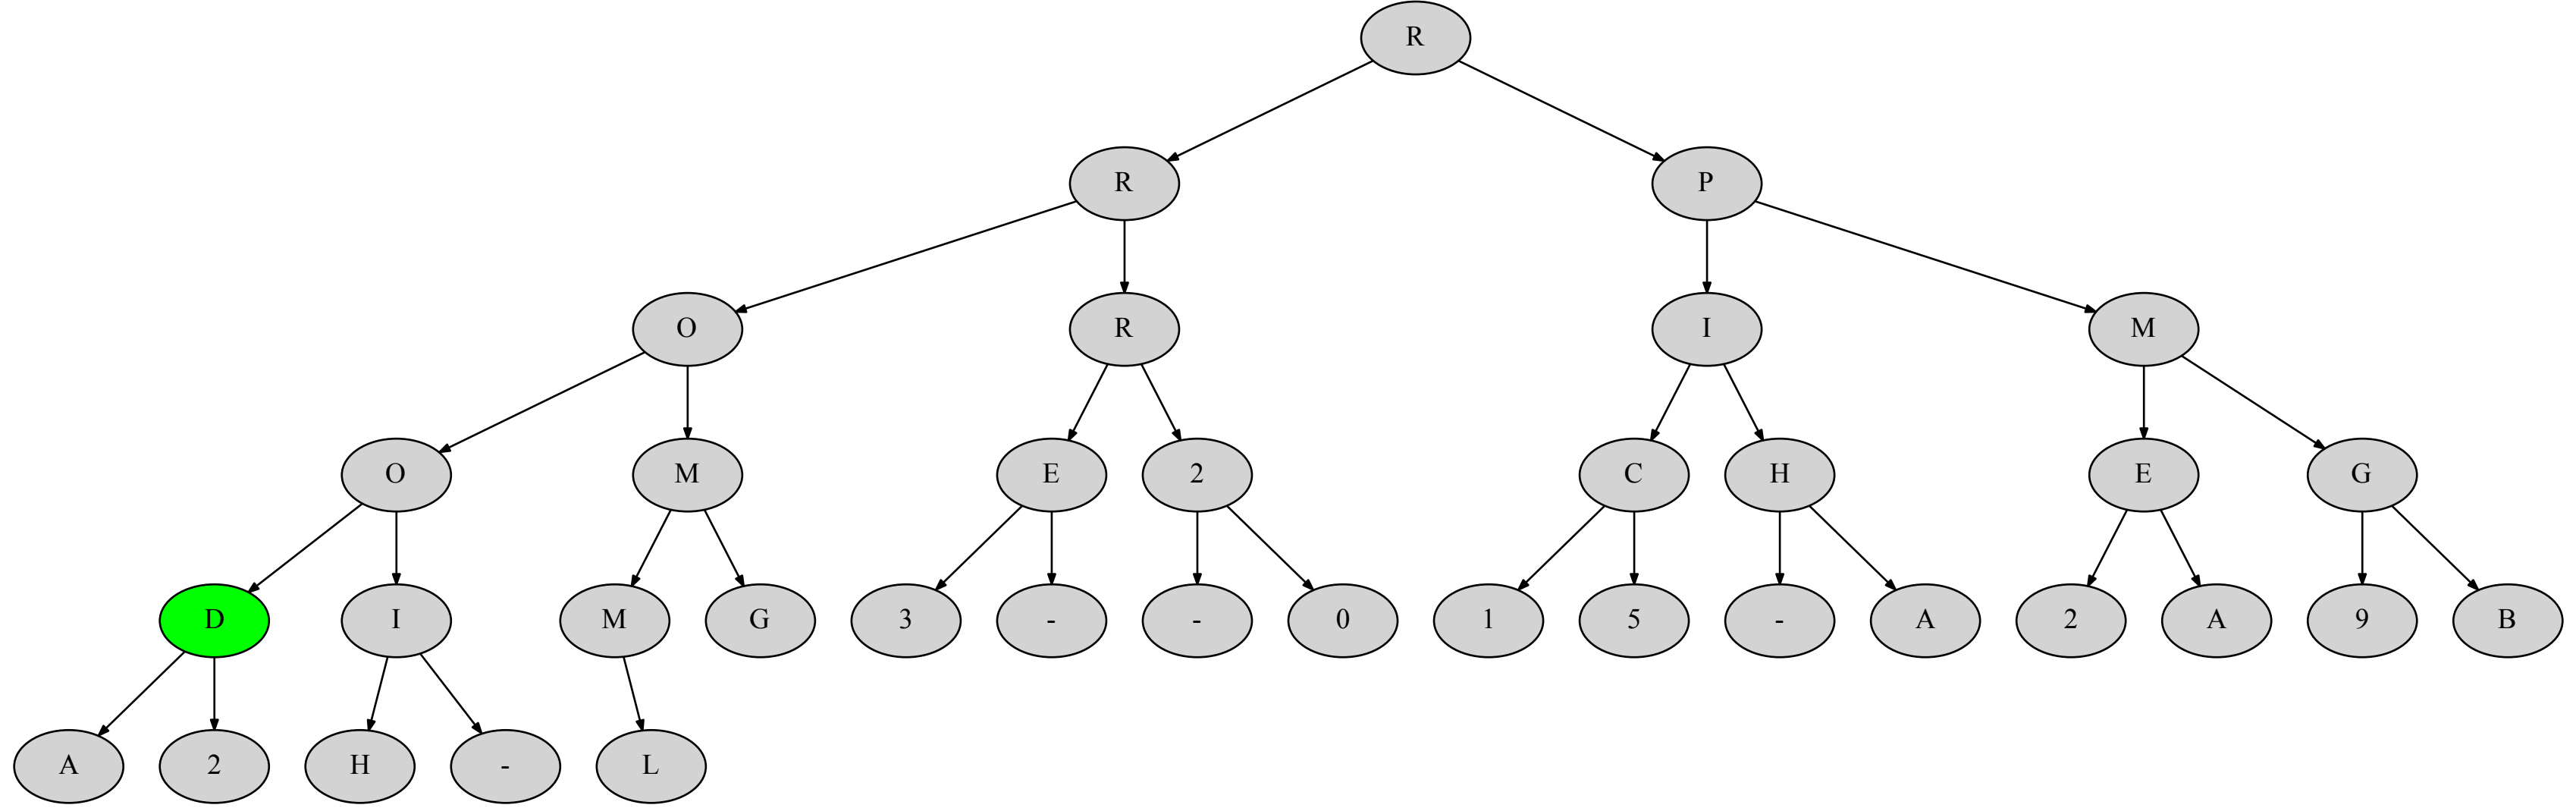 R
R P
O R I M
O M E 2 C H E G
D I M G 3 - - 0 1 5 - A 2 A 9 B
A 2 H - L